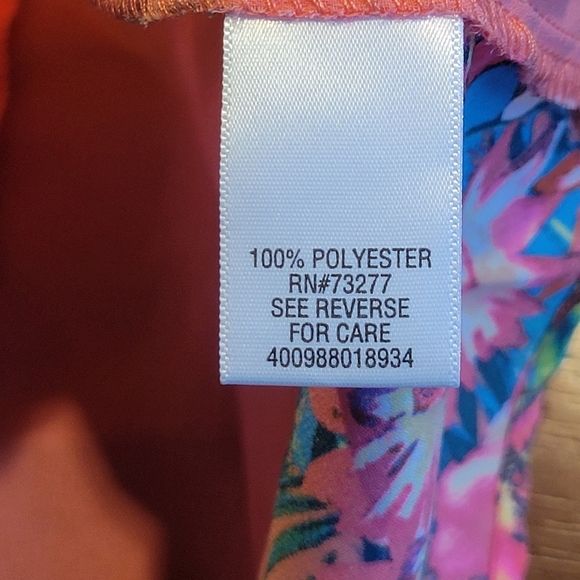 100% POLYESTER
RN#73277
SEE REVERSE
FOR CARE
400988018934